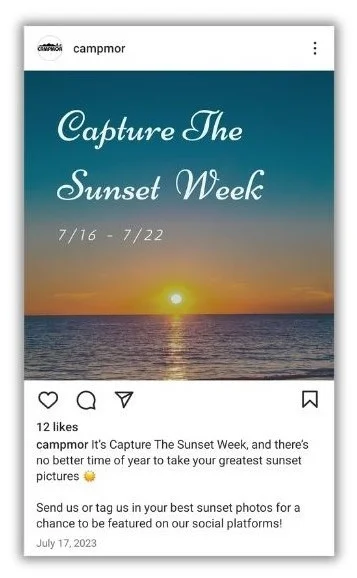 CAMPMOR
campmor
Capture The
Sunset Week
7/16 - 7/22
12 likes
campmor It's Capture The Sunset Week, and there's
no better time of year to take your greatest sunset
pictures 🌞
Send us or tag us in your best sunset photos for a
chance to be featured on our social platforms!
July 17, 2023